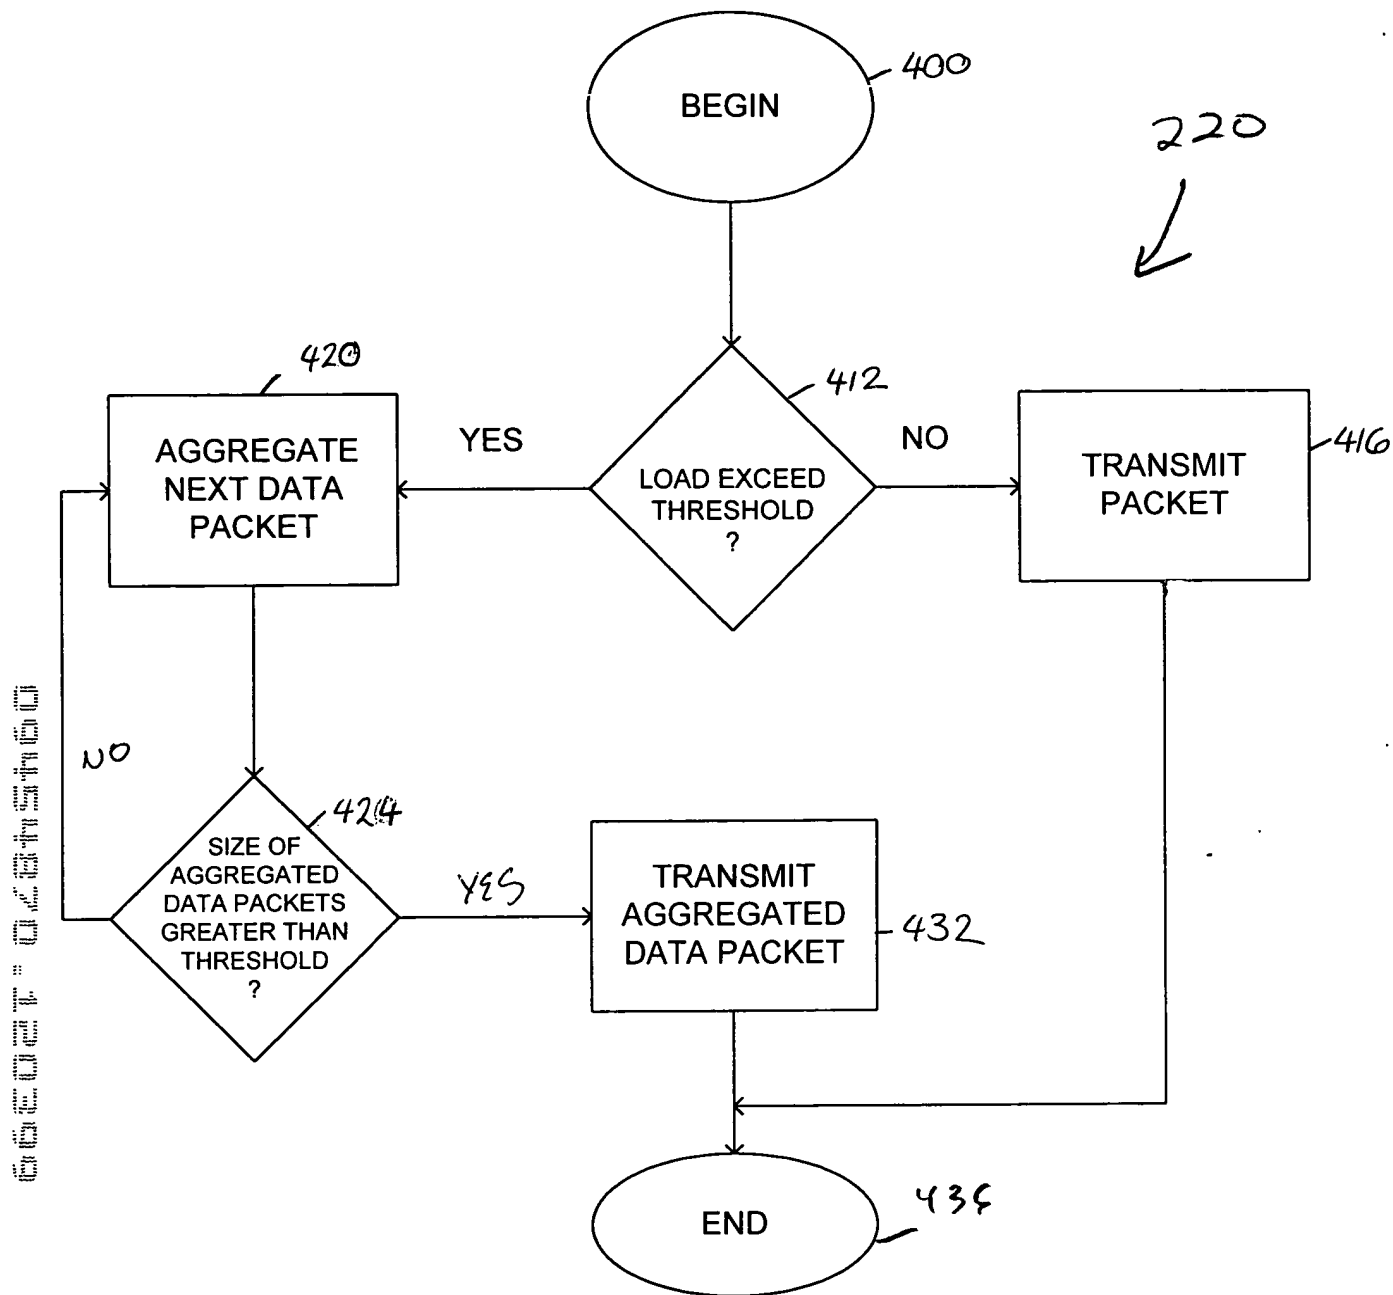 BEGIN
400
220
420
412
416
AGGREGATE
NEXT DATA
PACKET
YES
LOAD EXCEED
THRESHOLD
?
NO
TRANSMIT
PACKET
NO
424
SIZE OF
AGGREGATED
DATA PACKETS
GREATER THAN
THRESHOLD
?
YES
TRANSMIT
AGGREGATED
DATA PACKET
432
END